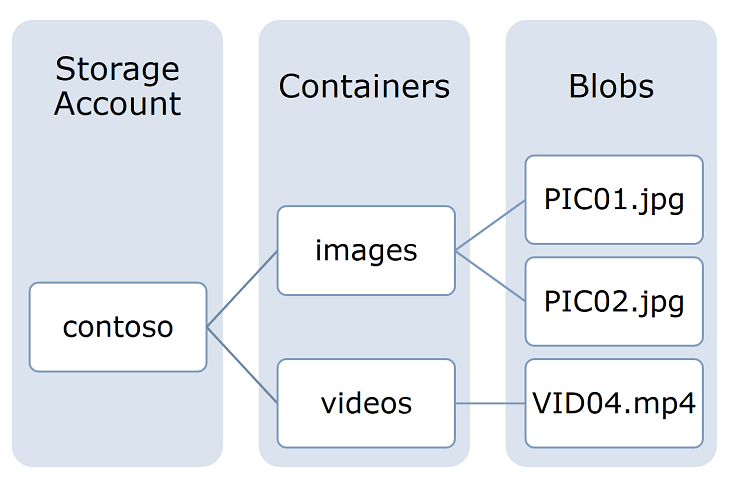 Storage
Account
Containers
Blobs
contoso
images
videos
PIC01.jpg
PIC02.jpg
VID04.mp4